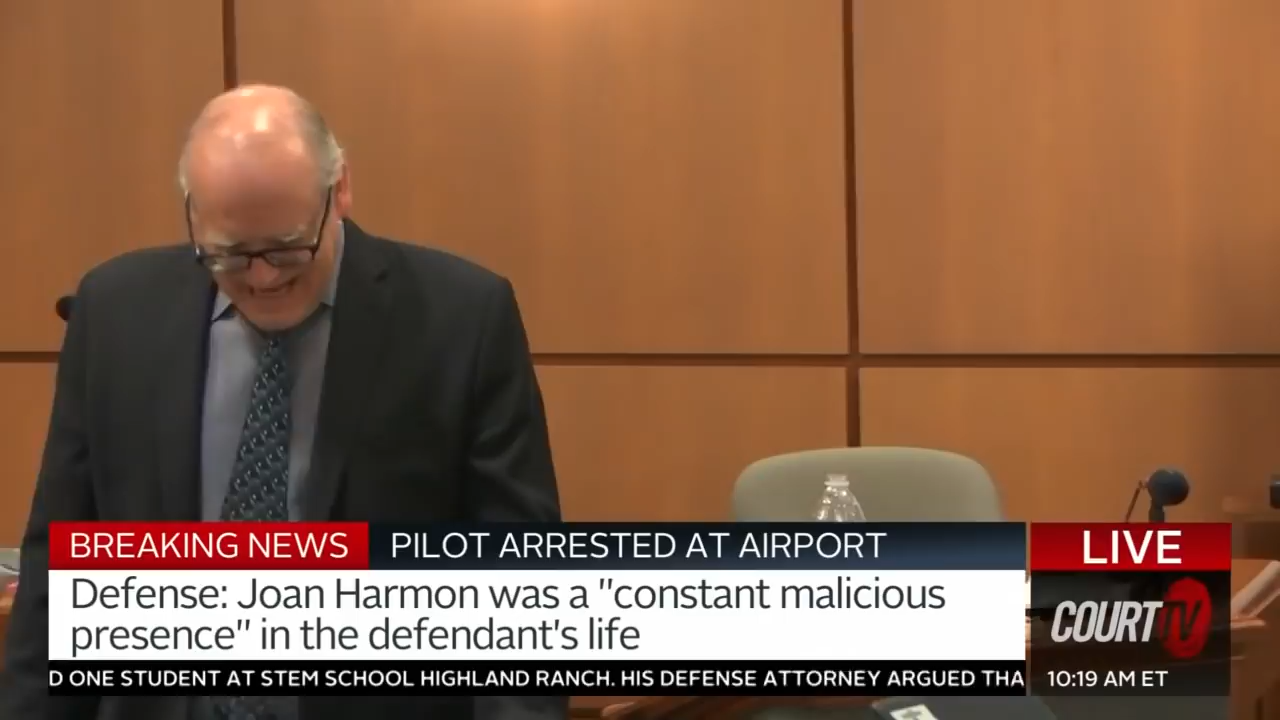 BREAKING NEWS
PILOT ARRESTED AT AIRPORT
LIVE
Defense: Joan Harmon was a "constant malicious
presence" in the defendant's life
COURT TV
D ONE STUDENT AT STEM SCHOOL HIGHLAND RANCH. HIS DEFENSE ATTORNEY ARGUED THA
10:19 AM ET